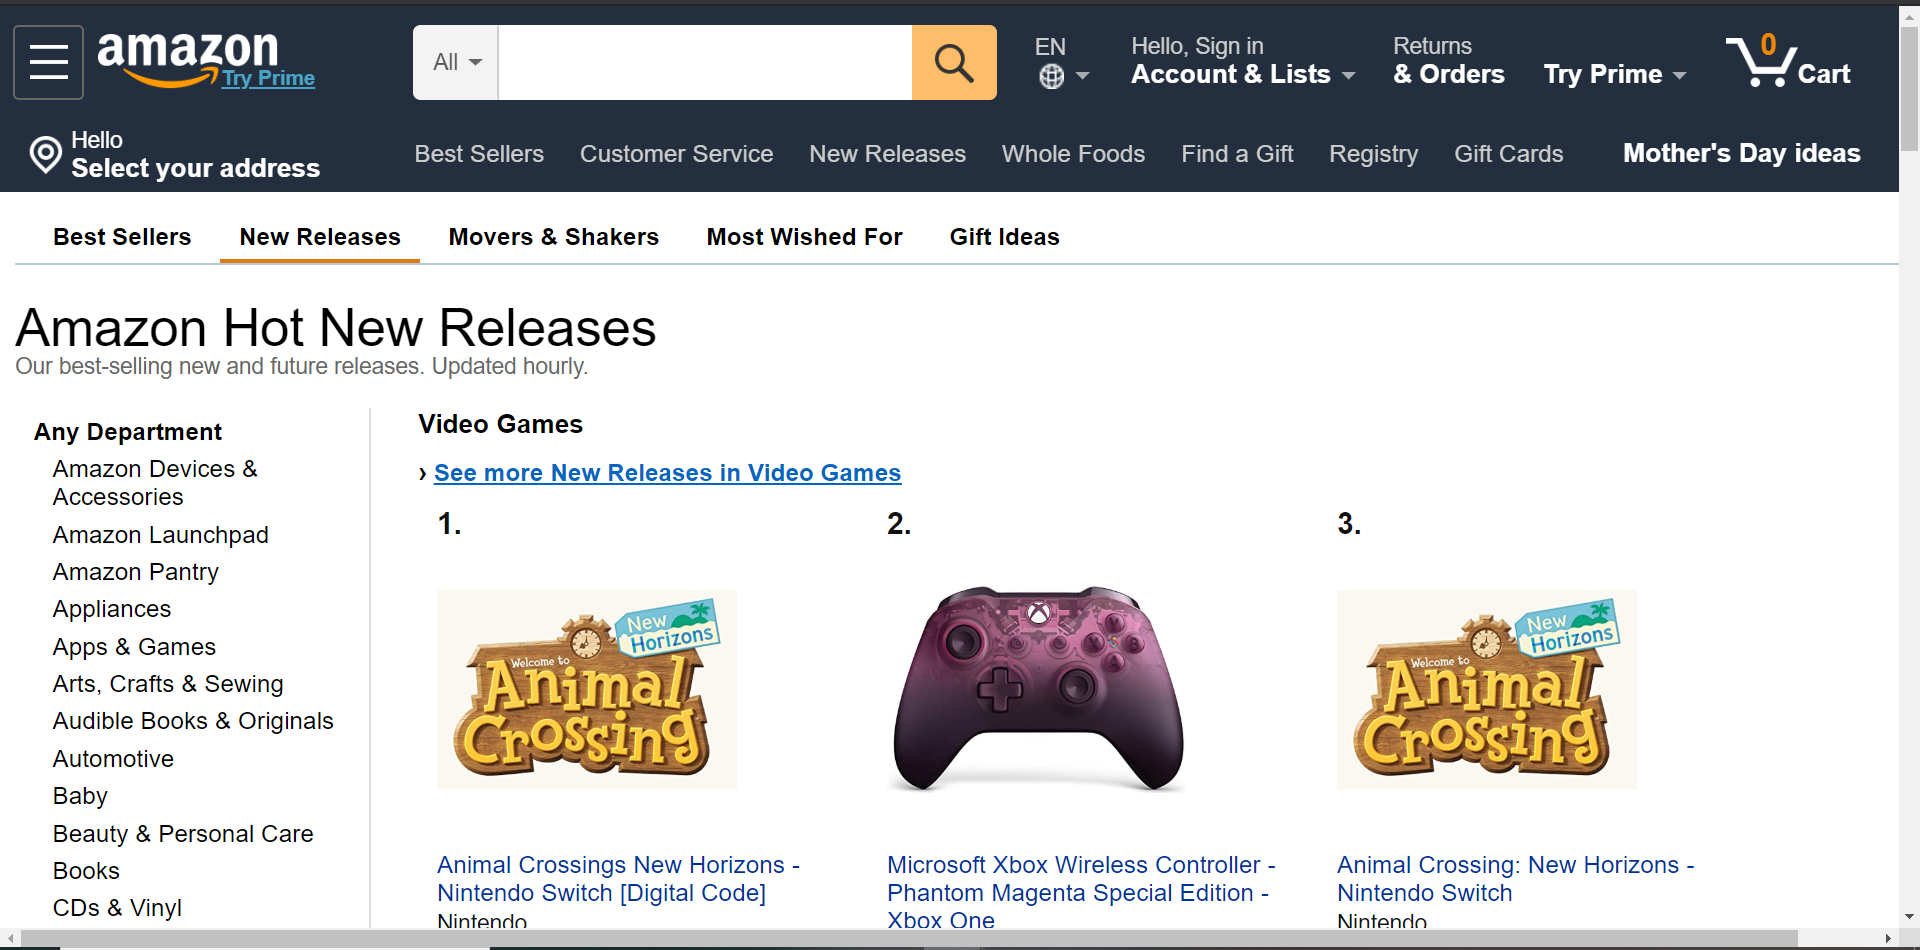 amazon
Try Prime
All
EN
Hello, Sign in
Account & Lists
Returns
& Orders
Try Prime
0
Cart
Hello
Select your address
Best Sellers
Customer Service
New Releases
Whole Foods
Find a Gift
Registry
Gift Cards
Mother's Day ideas
Best Sellers
New Releases
Movers & Shakers
Most Wished For
Gift Ideas
Amazon Hot New Releases
Our best-selling new and future releases. Updated hourly.
Any Department
Amazon Devices &
Accessories
Amazon Launchpad
Amazon Pantry
Appliances
Apps & Games
Arts, Crafts & Sewing
Audible Books & Originals
Automotive
Baby
Beauty & Personal Care
Books
CDs & Vinyl
Video Games
› See more New Releases in Video Games
1.
New
Horizons
Welcome to
Animal
Crossing
Animal Crossings New Horizons -
Nintendo Switch [Digital Code]
Nintendo
2.
Y
X
B
A
Microsoft Xbox Wireless Controller -
Phantom Magenta Special Edition -
Xbox One
3.
New
Horizons
Welcome to
Animal
Crossing
Animal Crossing: New Horizons -
Nintendo Switch
Nintendo